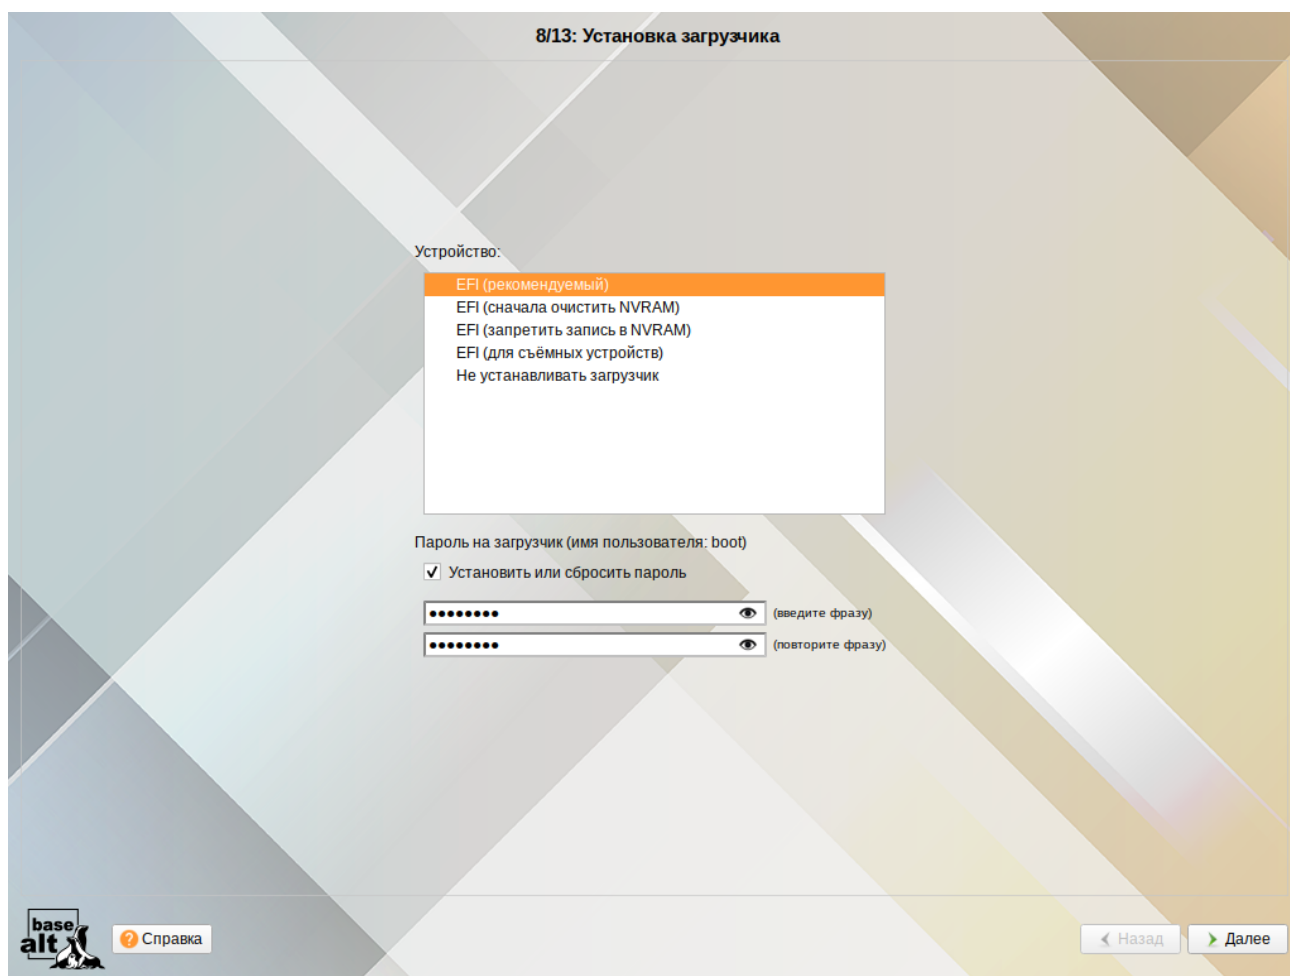 8/13: Установка загрузчика
Устройство:
EFI (рекомендуемый)
EFI (сначала очистить NVRAM)
EFI (запретить запись в NVRAM)
EFI (для съёмных устройств)
Не устанавливать загрузчик
Пароль на загрузчик (имя пользователя: boot)
Установить или сбросить пароль
(введите фразу)
(повторите фразу)
base
alt
Справка
Назад
Далее